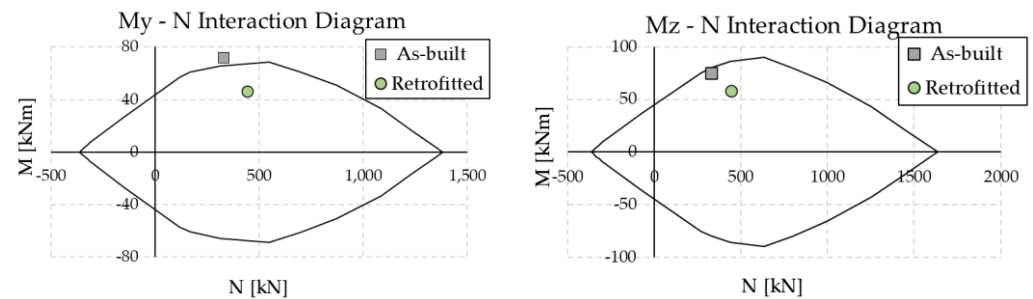 My - N Interaction Diagram
80
40
0
-40
-80
-500
0
500
1,000
1,500
M [kNm]
N [kN]
As-built
Retrofitted
Mz - N Interaction Diagram
100
50
0
-50
-100
-500
0
500
1000
1500
2000
M [kNm]
N [kN]
As-built
Retrofitted